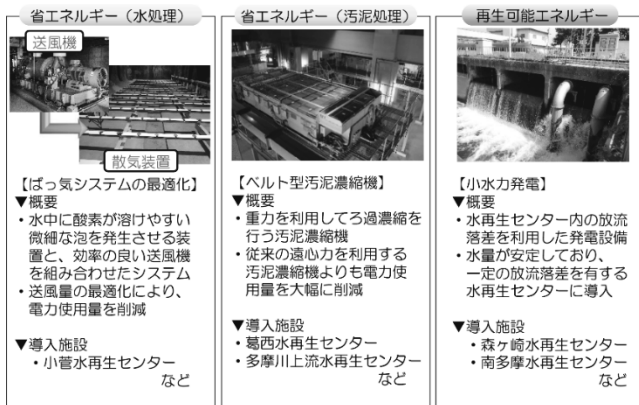 省エネルギー（水処理）
送風機
散気装置
【ばっ気システムの最適化】
▼概要
・水中に酸素が溶けやすい
微細な泡を発生させる装
置と、効率の良い送風機
を組み合わせたシステム
・送風量の最適化により、
電力使用量を削減
▼導入施設
・小菅水再生センター
など
省エネルギー（汚泥処理）
【ベルト型汚泥濃縮機】
▼概要
・重力を利用してろ過濃縮を
行う汚泥濃縮機
・従来の遠心力を利用する
汚泥濃縮機よりも電力使
用量を大幅に削減
▼導入施設
・葛西水再生センター
・多摩川上流水再生センター
など
再生可能エネルギー
【小水力発電】
▼概要
・水再生センター内の放流
落差を利用した発電設備
・水量が安定しており、
一定の放流落差を有する
水再生センターに導入
▼導入施設
・森ヶ崎水再生センター
・南多摩水再生センター
など